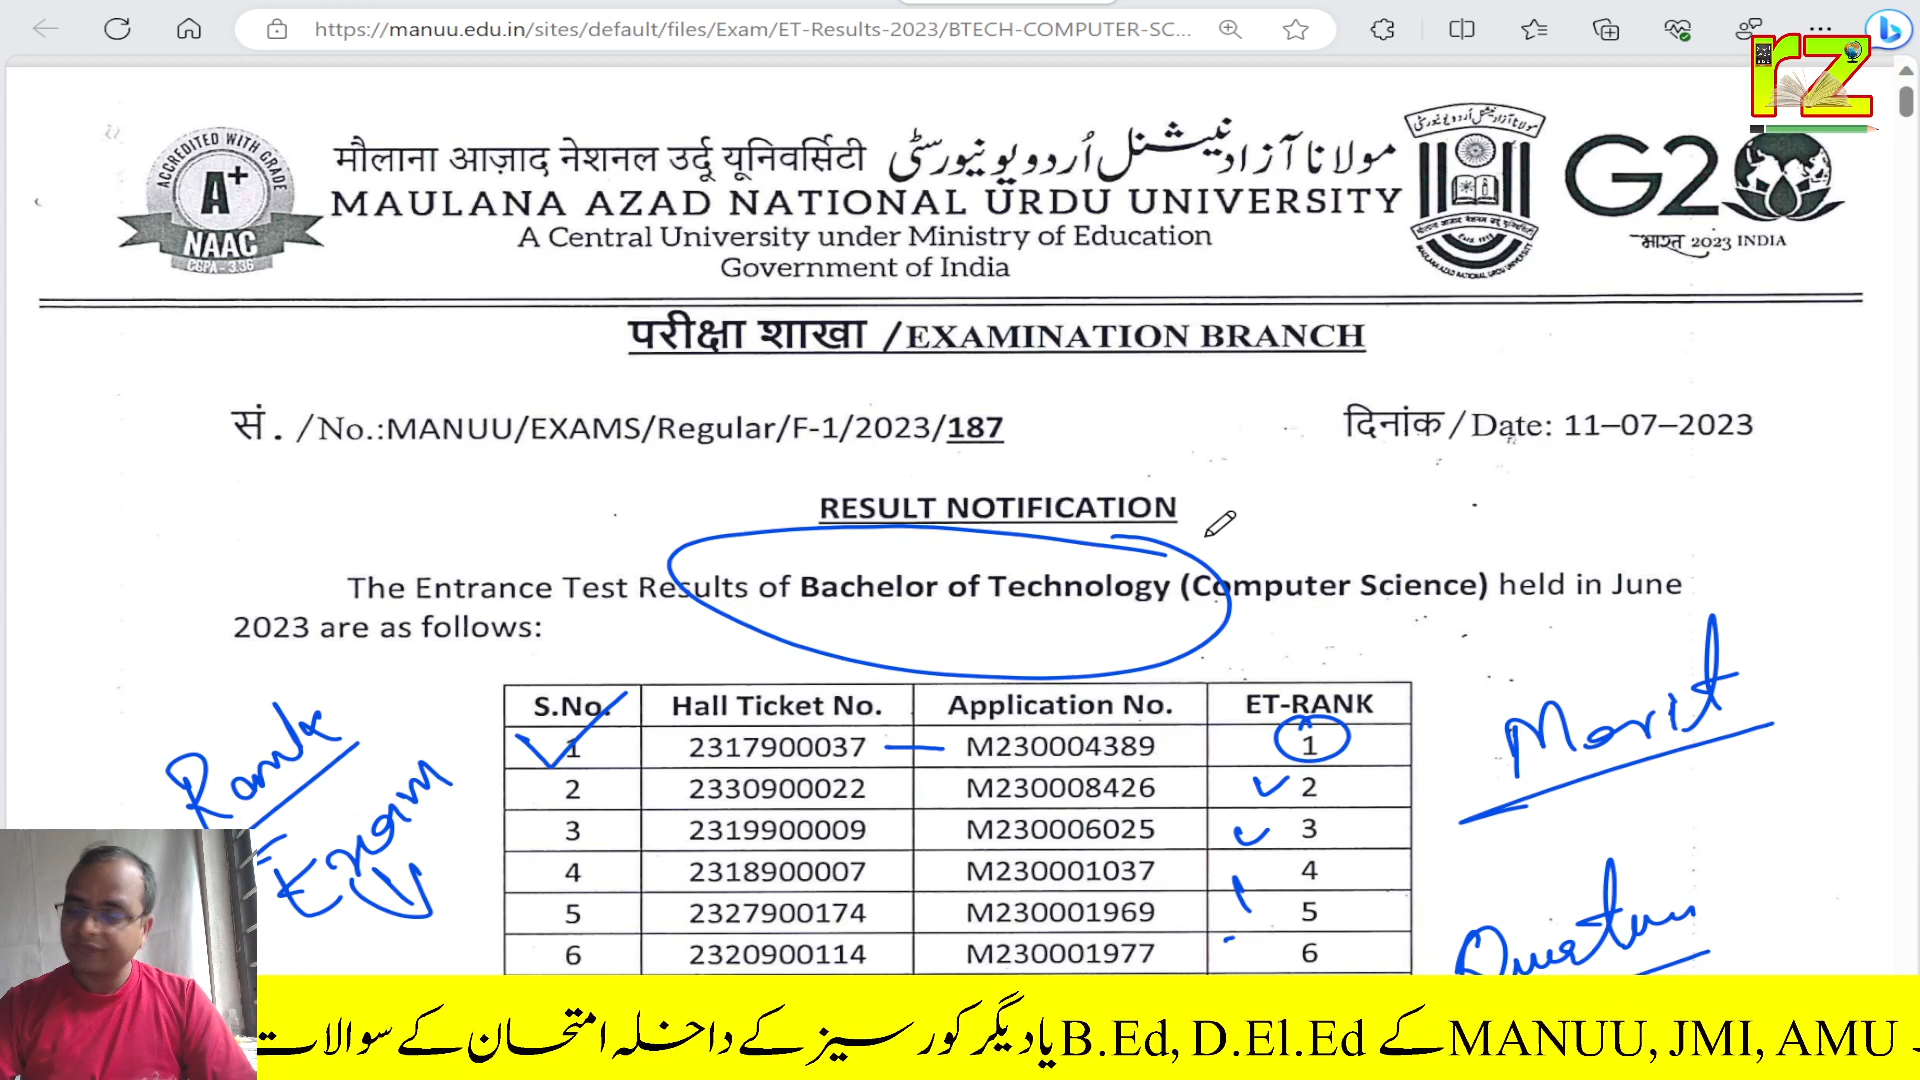 https://manuu.edu.in/sites/default/files/Exam/ET-Results-2023/BTECH-COMPUTER-SC...
rz
ACCREDITED WITH GRADE
A+
NAAC
CGPA - 3.36
मौलाना आज़ाद नेशनल उर्दू यूनिवर्सिटी مولانا آزاد نیشنل اُردو یونیورسٹی
MAULANA AZAD NATIONAL URDU UNIVERSITY
A Central University under Ministry of Education
Government of India
G20
भारत 2023 INDIA
परीक्षा शाखा /EXAMINATION BRANCH
सं. /No.:MANUU/EXAMS/Regular/F-1/2023/187 दिनांक/Date: 11–07–2023
RESULT NOTIFICATION
The Entrance Test Results of Bachelor of Technology (Computer Science) held in June
2023 are as follows:
S.No. Hall Ticket No. Application No. ET-RANK
1 2317900037 M230004389 1
2 2330900022 M230008426 2
3 2319900009 M230006025 3
4 2318900007 M230001037 4
5 2327900174 M230001969 5
6 2320900114 M230001977 6
Rank
Exam
Merit
MANUU, JMI, AMU کے B.Ed, D.El.Ed یا دیگر کورسیز کے داخلہ امتحان کے سوالات